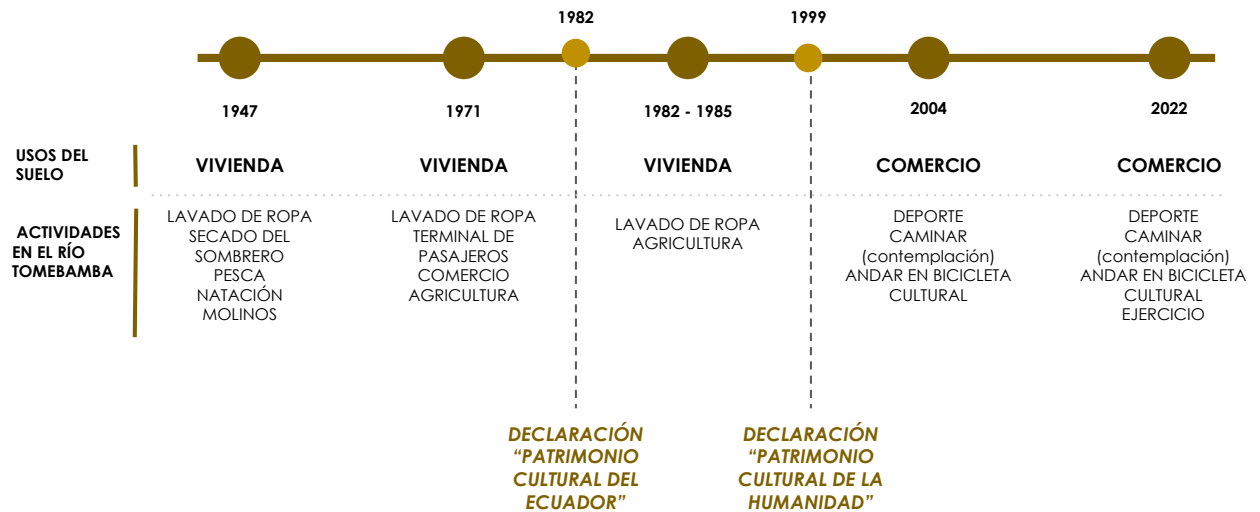 1982
1999
1947
1971
1982 - 1985
2004
2022
USOS DEL
SUELO
VIVIENDA
VIVIENDA
VIVIENDA
COMERCIO
COMERCIO
ACTIVIDADES
EN EL RÍO
TOMEBAMBA
LAVADO DE ROPA
SECADO DEL
SOMBRERO
PESCA
NATACIÓN
MOLINOS
LAVADO DE ROPA
TERMINAL DE
PASAJEROS
COMERCIO
AGRICULTURA
LAVADO DE ROPA
AGRICULTURA
DEPORTE
CAMINAR
(contemplación)
ANDAR EN BICICLETA
CULTURAL
DEPORTE
CAMINAR
(contemplación)
ANDAR EN BICICLETA
CULTURAL
EJERCICIO
DECLARACIÓN
“PATRIMONIO
CULTURAL DEL
ECUADOR”
DECLARACIÓN
“PATRIMONIO
CULTURAL DE LA
HUMANIDAD”